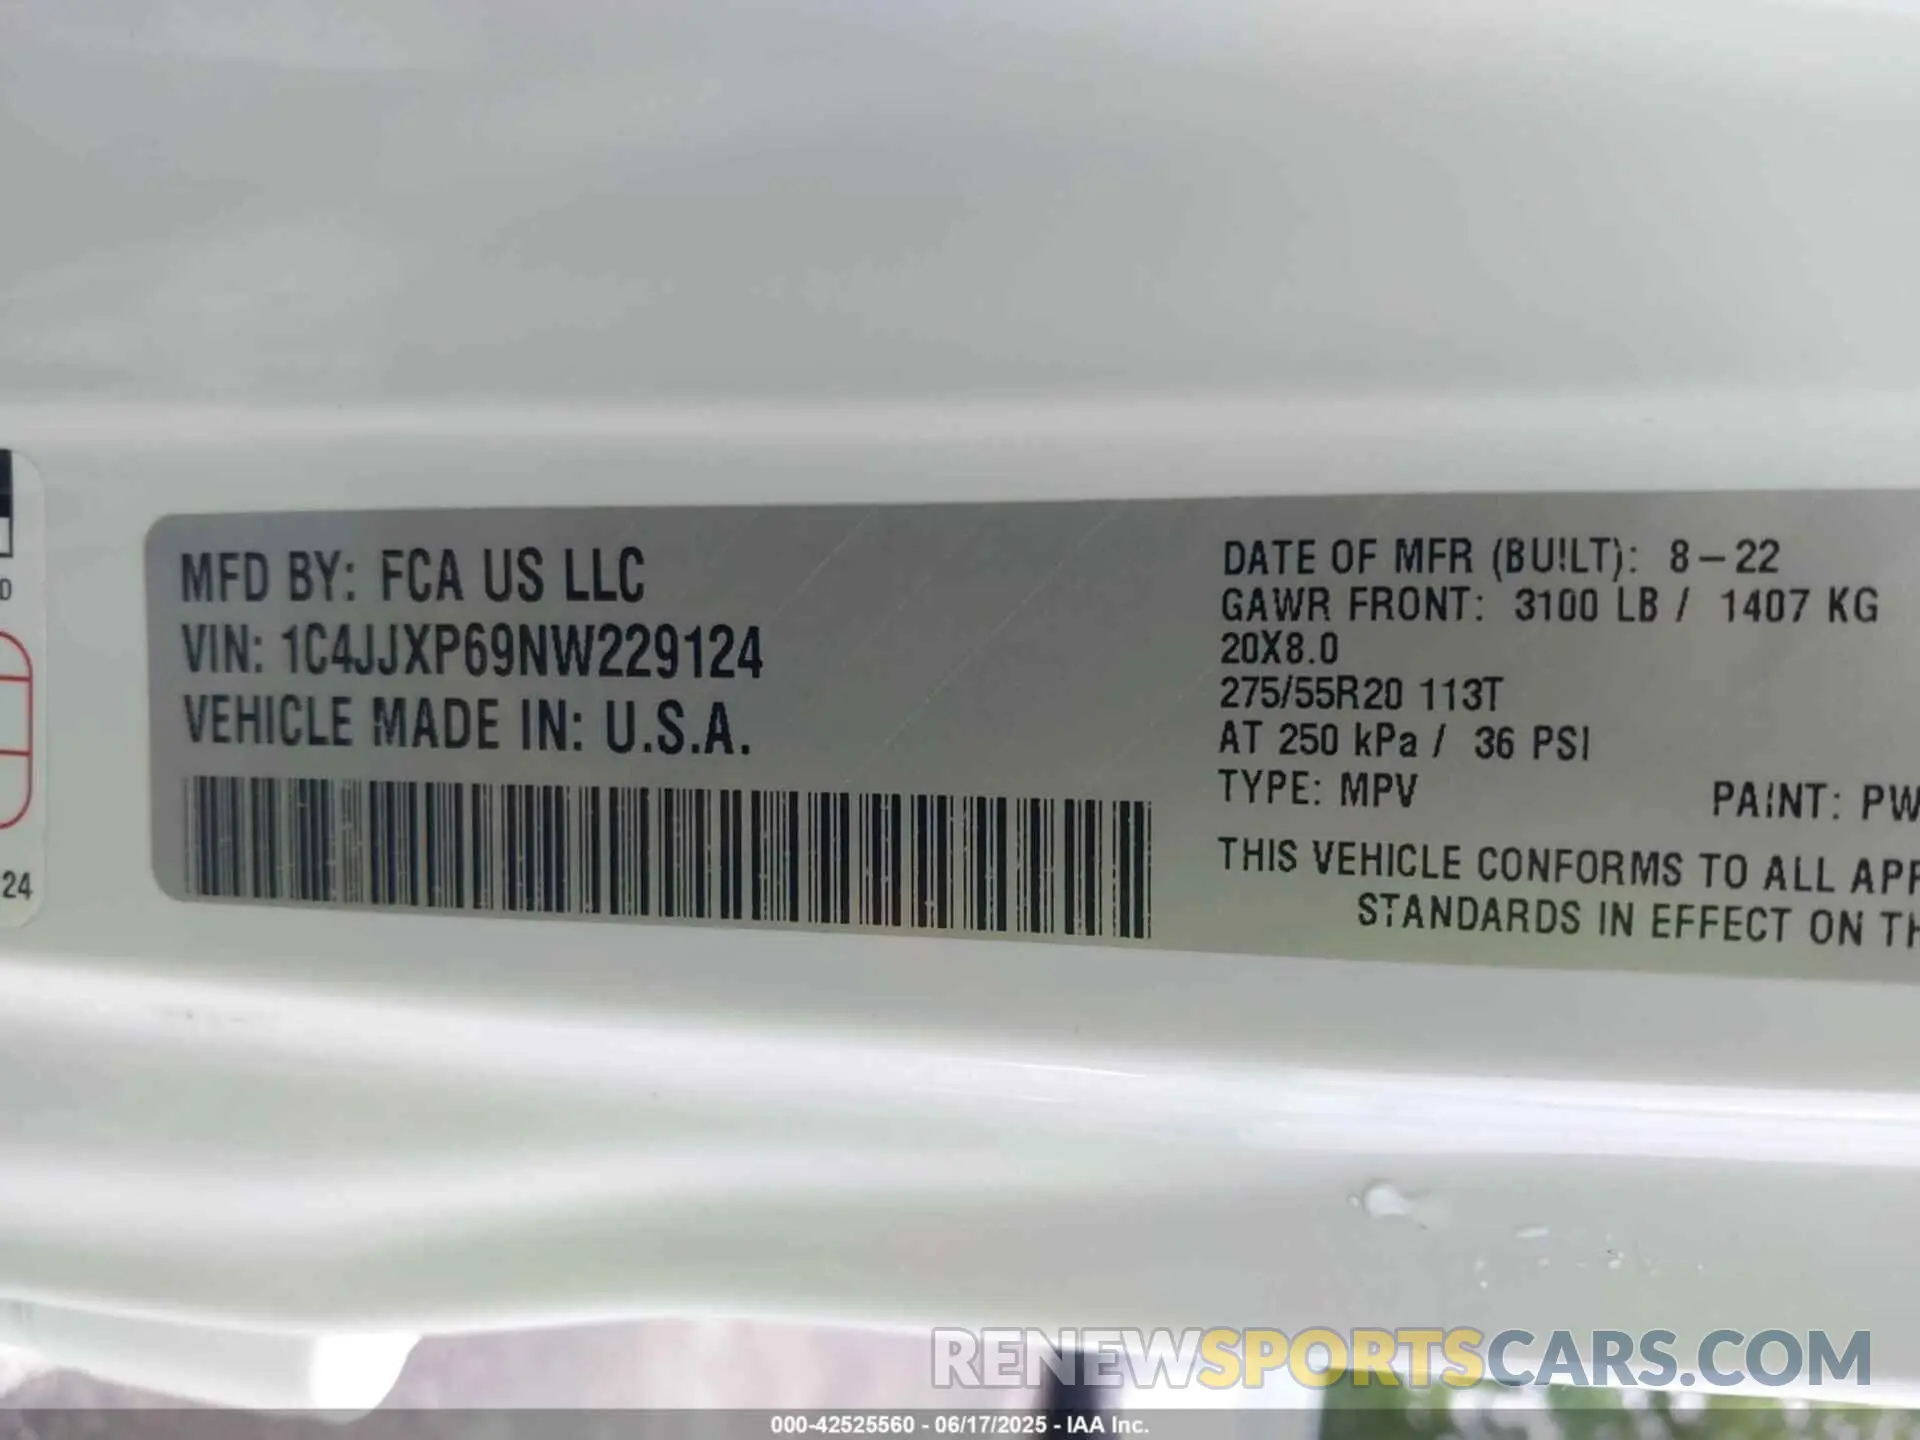 MFD BY: FCA US LLC
VIN: 1C4JJXP69NW229124
VEHICLE MADE IN: U.S.A.
DATE OF MFR (BUILT): 8-22
GAWR FRONT: 3100 LB / 1407 KG
20X8.0
275/55R20 113T
AT 250 kPa / 36 PSI
TYPE: MPV PAINT: PW
THIS VEHICLE CONFORMS TO ALL APP
STANDARDS IN EFFECT ON TH
24
RENEWSPORTSCARS.COM
000-42525560 - 06/17/2025 - IAA Inc.